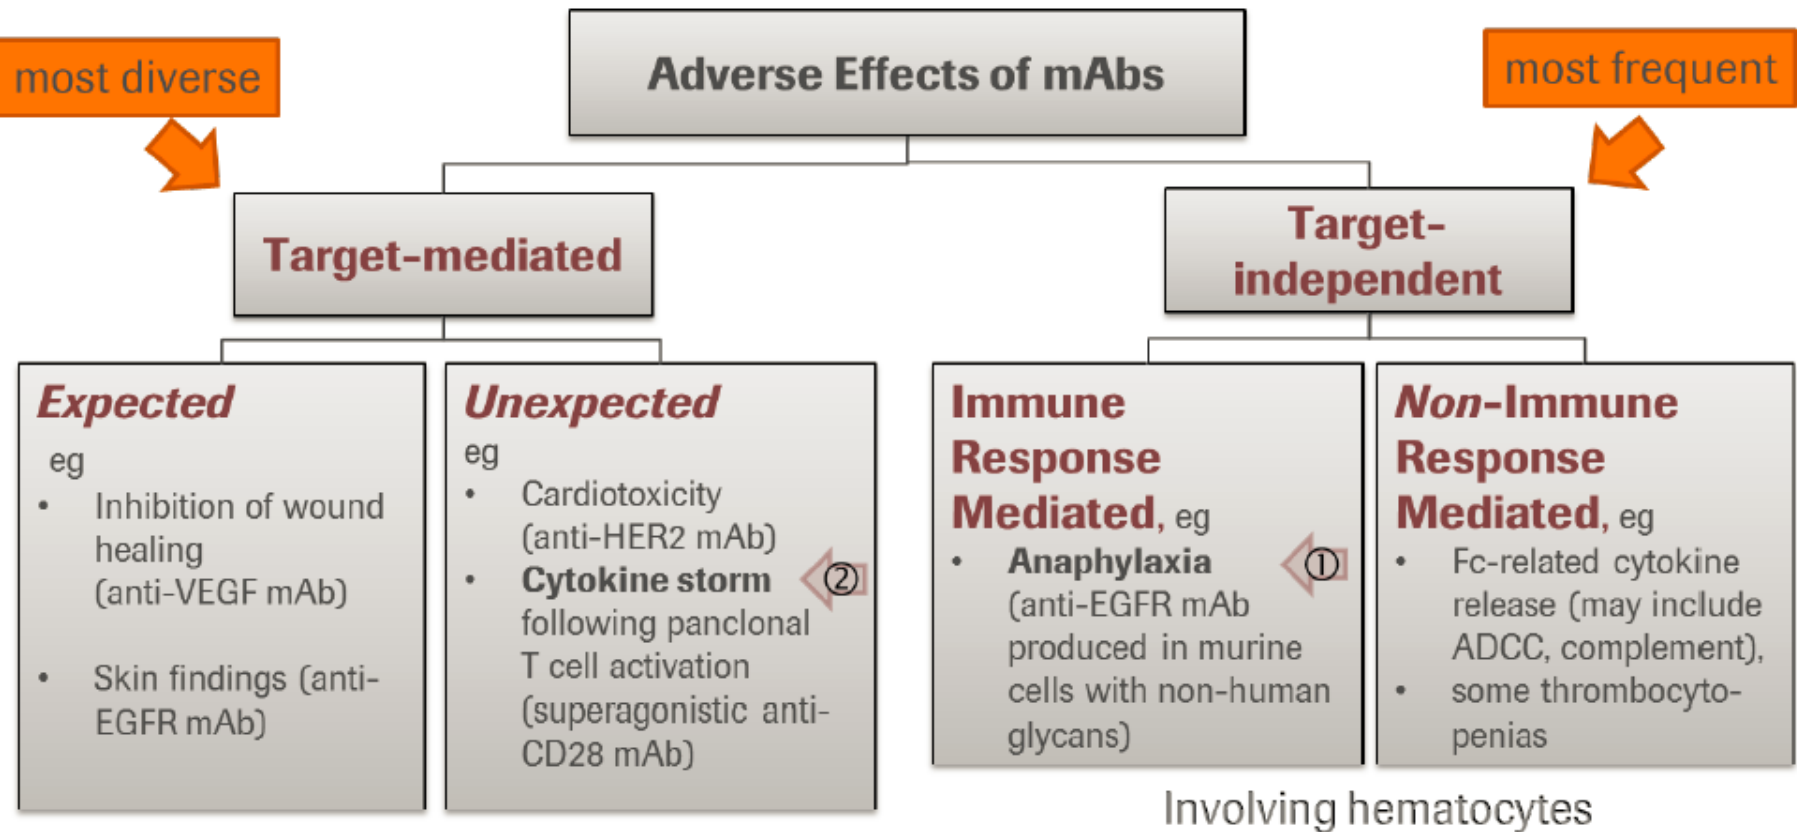 most diverse
Adverse Effects of mAbs
most frequent
Target-mediated
Target-
independent
Expected
eg
• Inhibition of wound
healing
(anti-VEGF mAb)
• Skin findings (anti-
EGFR mAb)
Unexpected
eg
• Cardiotoxicity
(anti-HER2 mAb)
• Cytokine storm ②
following panclonal
T cell activation
(superagonistic anti-
CD28 mAb)
Immune
Response
Mediated, eg
• Anaphylaxia ①
(anti-EGFR mAb
produced in murine
cells with non-human
glycans)
Non-Immune
Response
Mediated, eg
• Fc-related cytokine
release (may include
ADCC, complement),
• some thrombocyto-
penias
Involving hematocytes